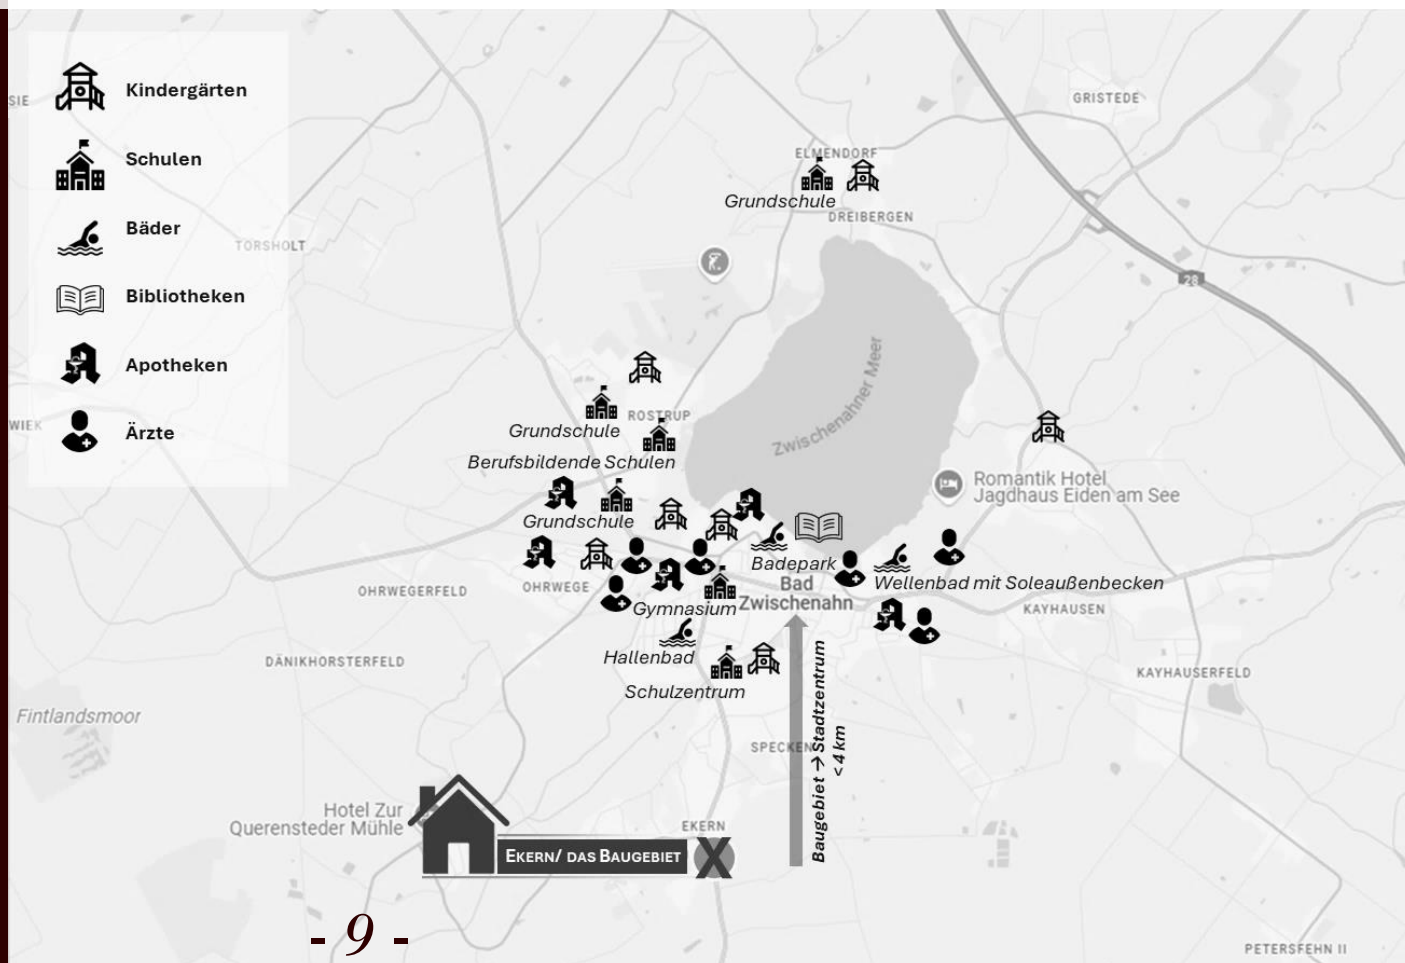 Kindergärten
SIE
GRISTEDE
Schulen
ELMENDORF
Grundschule
DREIBERGEN
Bäder
TORSHOLT
28
Bibliotheken
Zwischenahner Meer
Apotheken
ROSTRUP
WIEK
Ärzte
Grundschule
Berufsbildende Schulen
Romantik Hotel
Jagdhaus Eiden am See
Grundschule
Badepark
Bad
Zwischenahn
Wellenbad mit Soleaußenbecken
OHRWEGERFELD
OHRWEGE
Gymnasium
KAYHAUSEN
Hallenbad
DÄNIKHORSTERFELD
Schulzentrum
KAYHAUSERFELD
Fintlandsmoor
SPECKEN
Baugebiet → Stadtzentrum
<4 km
Hotel Zur
Querensteder Mühle
EKERN
EKERN/ DAS BAUGEBIET
X
- 9 -
PETERSFEHN II